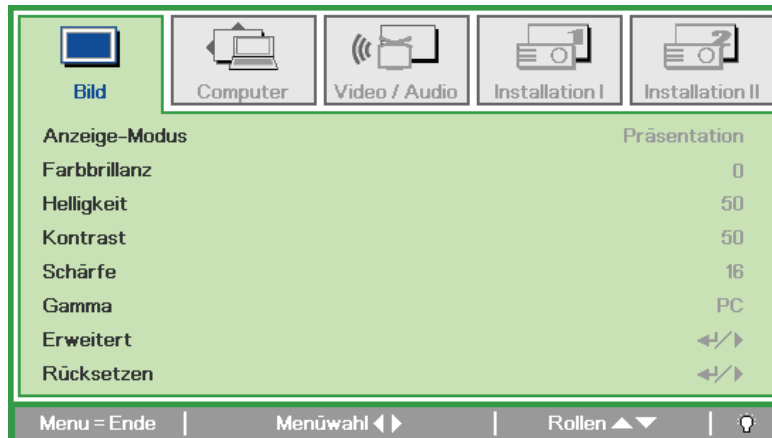 Bild Computer Video / Audio Installation I Installation II
Anzeige-Modus Präsentation
Farbbrillanz 0
Helligkeit 50
Kontrast 50
Schärfe 16
Gamma PC
Erweitert
Rücksetzen
Menu = Ende Menüwahl Rollen